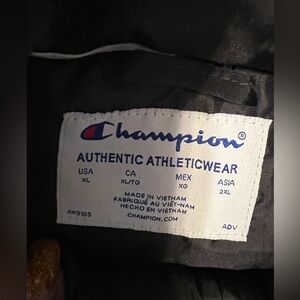 Champion®
AUTHENTIC ATHLETICWEAR
USA CA MEX ASIA
XL XL/TG XG 2XL
MADE IN VIETNAM
FABRIQUÉ AU VIÊT-NAM
HECHO EN VIETNAM
AW9105 CHAMPION.COM ADV